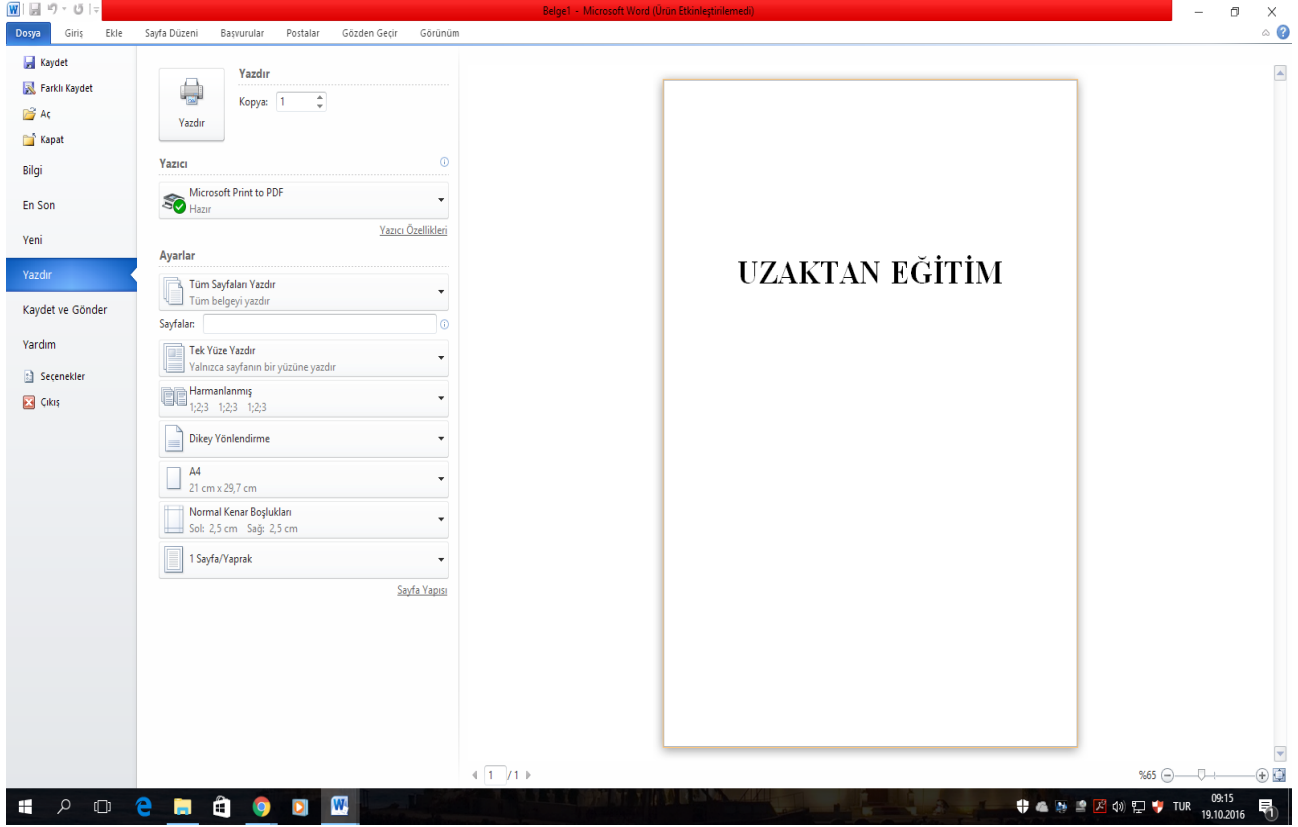 Belge1 - Microsoft Word (Ürün Etkinleştirilemedi)
Dosya Giriş Ekle Sayfa Düzeni Başvurular Postalar Gözden Geçir Görünüm
Kaydet
Farklı Kaydet
Aç
Kapat
Bilgi
En Son
Yeni
Yazdır
Kaydet ve Gönder
Yardım
Seçenekler
Çıkış
Yazdır
Yazdır
Kopya: 1
Yazıcı
Microsoft Print to PDF
Hazır
Yazıcı Özellikleri
Ayarlar
Tüm Sayfaları Yazdır
Tüm belgeyi yazdır
Sayfalar:
Tek Yüze Yazdır
Yalnızca sayfanın bir yüzüne yazdır
Harmanlanmış
1;2;3 1;2;3 1;2;3
Dikey Yönlendirme
A4
21 cm x 29,7 cm
Normal Kenar Boşlukları
Sol: 2,5 cm Sağ: 2,5 cm
1 Sayfa/Yaprak
Sayfa Yapısı
UZAKTAN EĞİTİM
1 /1
%65
TUR
09:15
19.10.2016